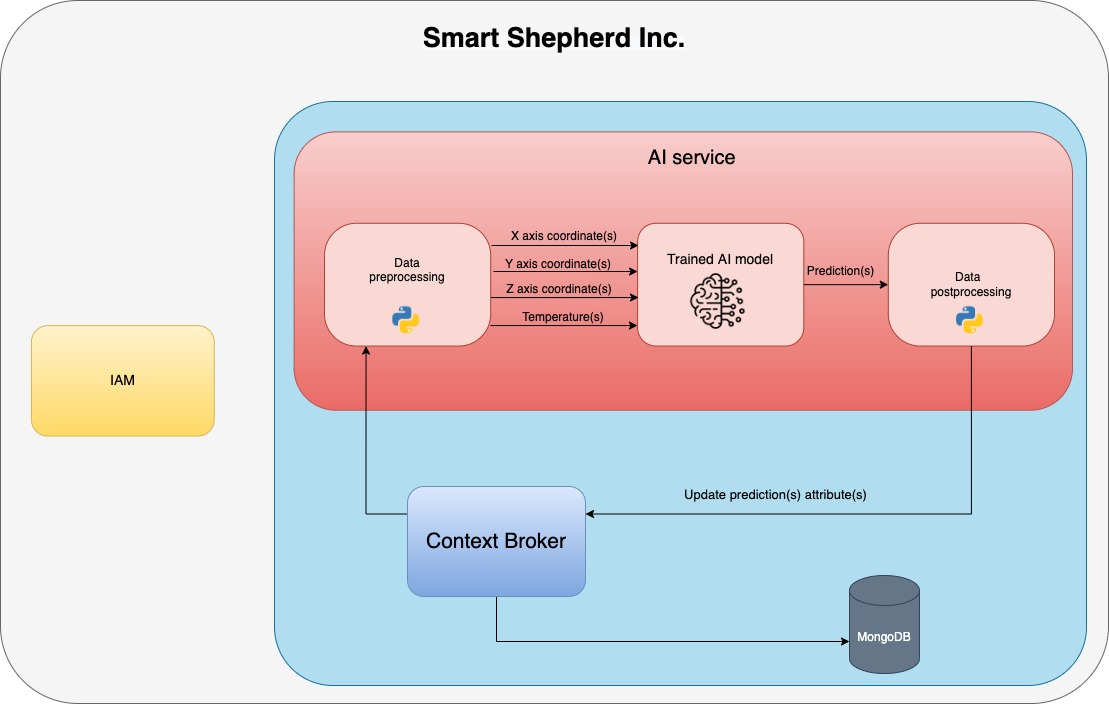 Smart Shepherd Inc.
AI service
Data
preprocessing
X axis coordinate(s)
Y axis coordinate(s)
Z axis coordinate(s)
Temperature(s)
Trained AI model
Prediction(s)
Data
postprocessing
IAM
Update prediction(s) attribute(s)
Context Broker
MongoDB